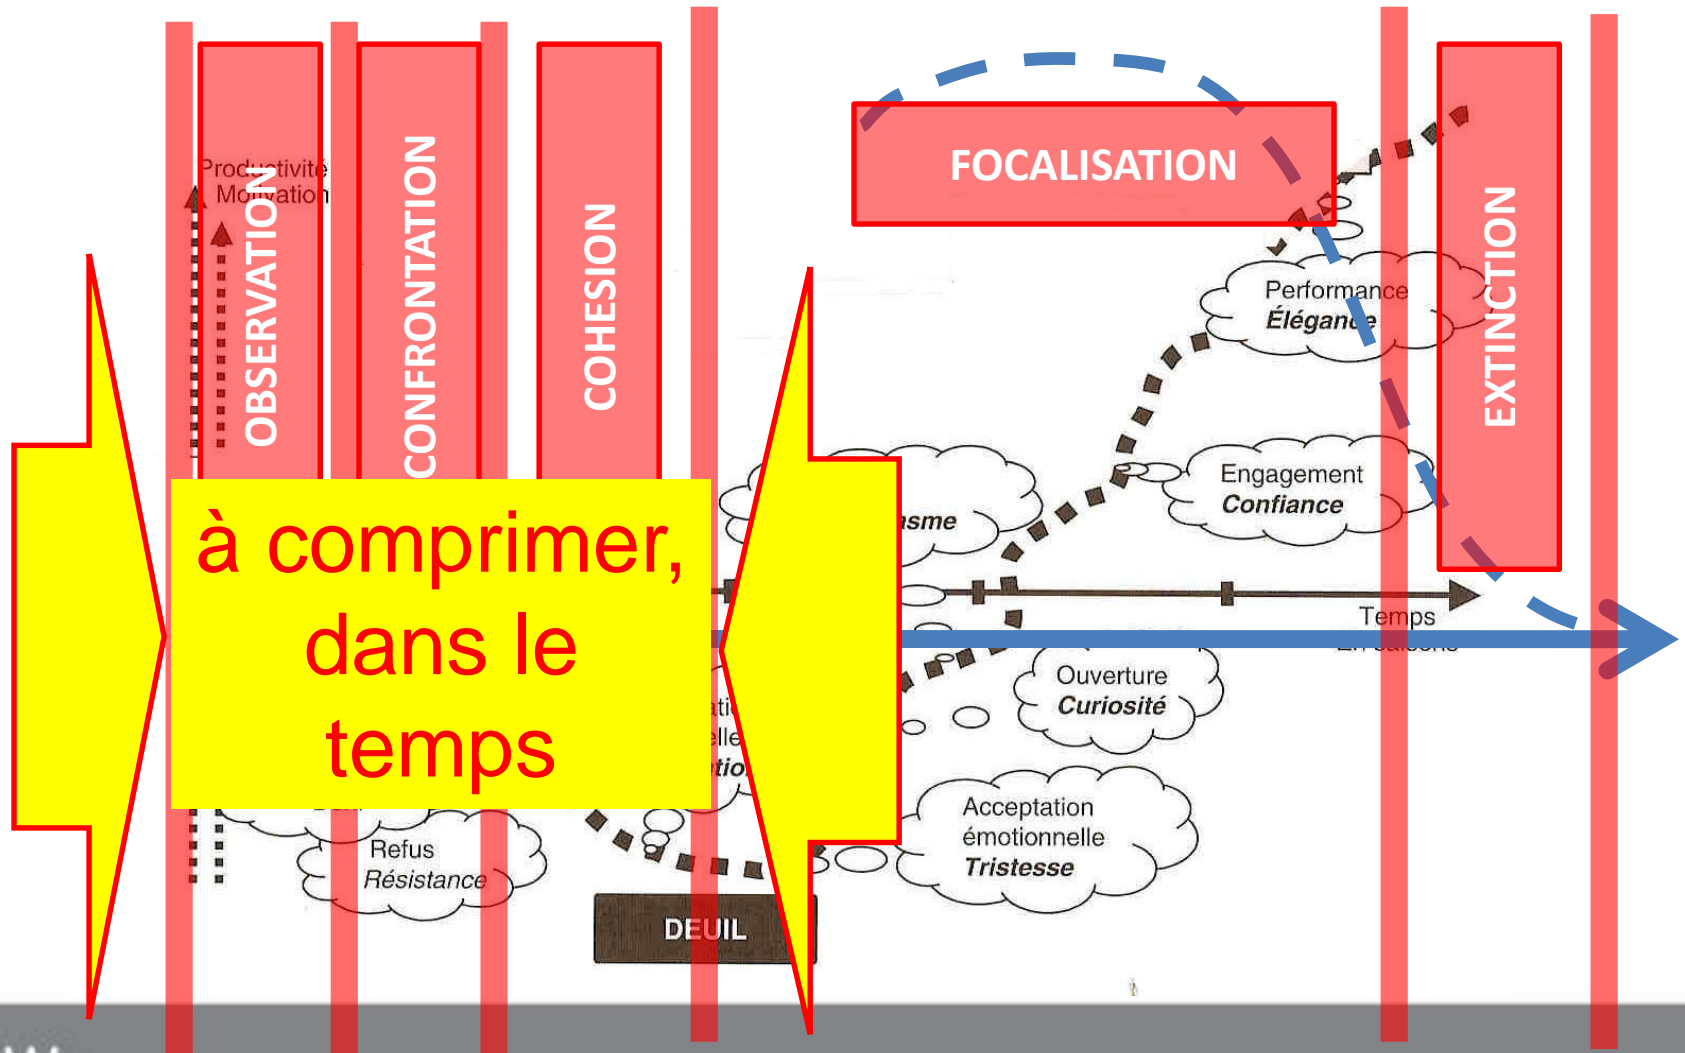 Productivité
Motivation
OBSERVATION
CONFRONTATION
COHESION
FOCALISATION
EXTINCTION
Performance
Élégance
Engagement
Confiance
à comprimer,
dans le
temps
Temps
Ouverture
Curiosité
Acceptation
émotionnelle
Tristesse
Refus
Résistance
DEUIL